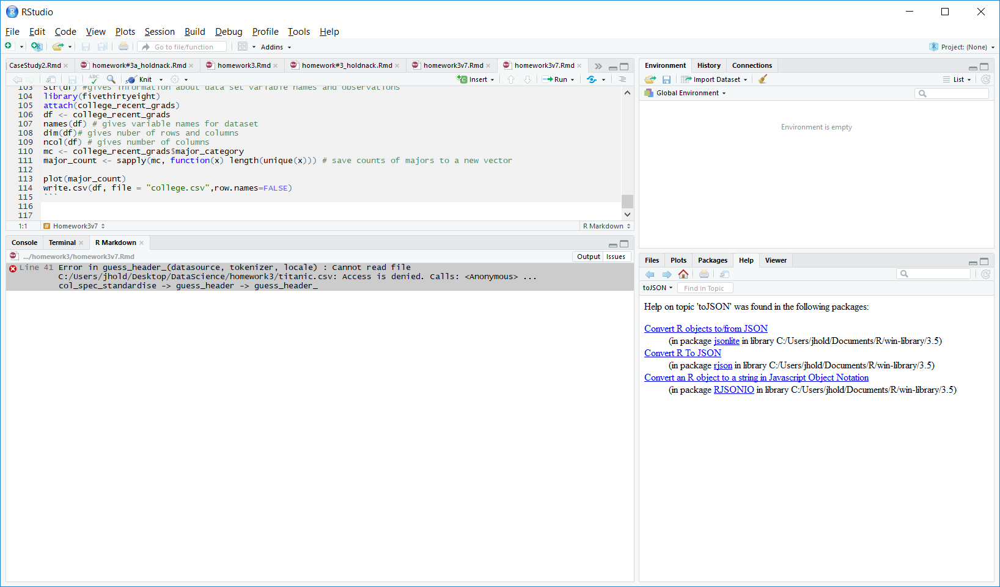 RStudio
File Edit Code View Plots Session Build Debug Profile Tools Help
Go to file/function Addins Project: (None)
CaseStudy2.Rmd homework#3a_holdnack.Rmd homework3.Rmd homework#3_holdnack.Rmd homework3v7.Rmd homework3v7.Rmd
ABC Knit Insert Run
103 str(df) #gives information about data set variable names and observations
104 library(fivethirtyeight)
105 attach(college_recent_grads)
106 df <- college_recent_grads
107 names(df) # gives variable names for dataset
108 dim(df)# gives nuber of rows and columns
109 ncol(df) # gives number of columns
110 mc <- college_recent_grads$major_category
111 major_count <- sapply(mc, function(x) length(unique(x))) # save counts of majors to a new vector
112
113 plot(major_count)
114 write.csv(df, file = "college.csv",row.names=FALSE)
115 ```
116
117
1:1 # Homework3v7 R Markdown
Console Terminal R Markdown
.../homework3/homework3v7.Rmd Output Issues
Line 41 Error in guess_header_(datasource, tokenizer, locale) : Cannot read file
C:/Users/jhold/Desktop/DataScience/homework3/titanic.csv: Access is denied. Calls: <Anonymous> ...
col_spec_standardise -> guess_header -> guess_header_
Environment History Connections
Import Dataset List
Global Environment
Environment is empty
Files Plots Packages Help Viewer
toJSON Find in Topic
Help on topic 'toJSON' was found in the following packages:
Convert R objects to/from JSON
(in package jsonlite in library C:/Users/jhold/Documents/R/win-library/3.5)
Convert R To JSON
(in package rjson in library C:/Users/jhold/Documents/R/win-library/3.5)
Convert an R object to a string in Javascript Object Notation
(in package RJSONIO in library C:/Users/jhold/Documents/R/win-library/3.5)